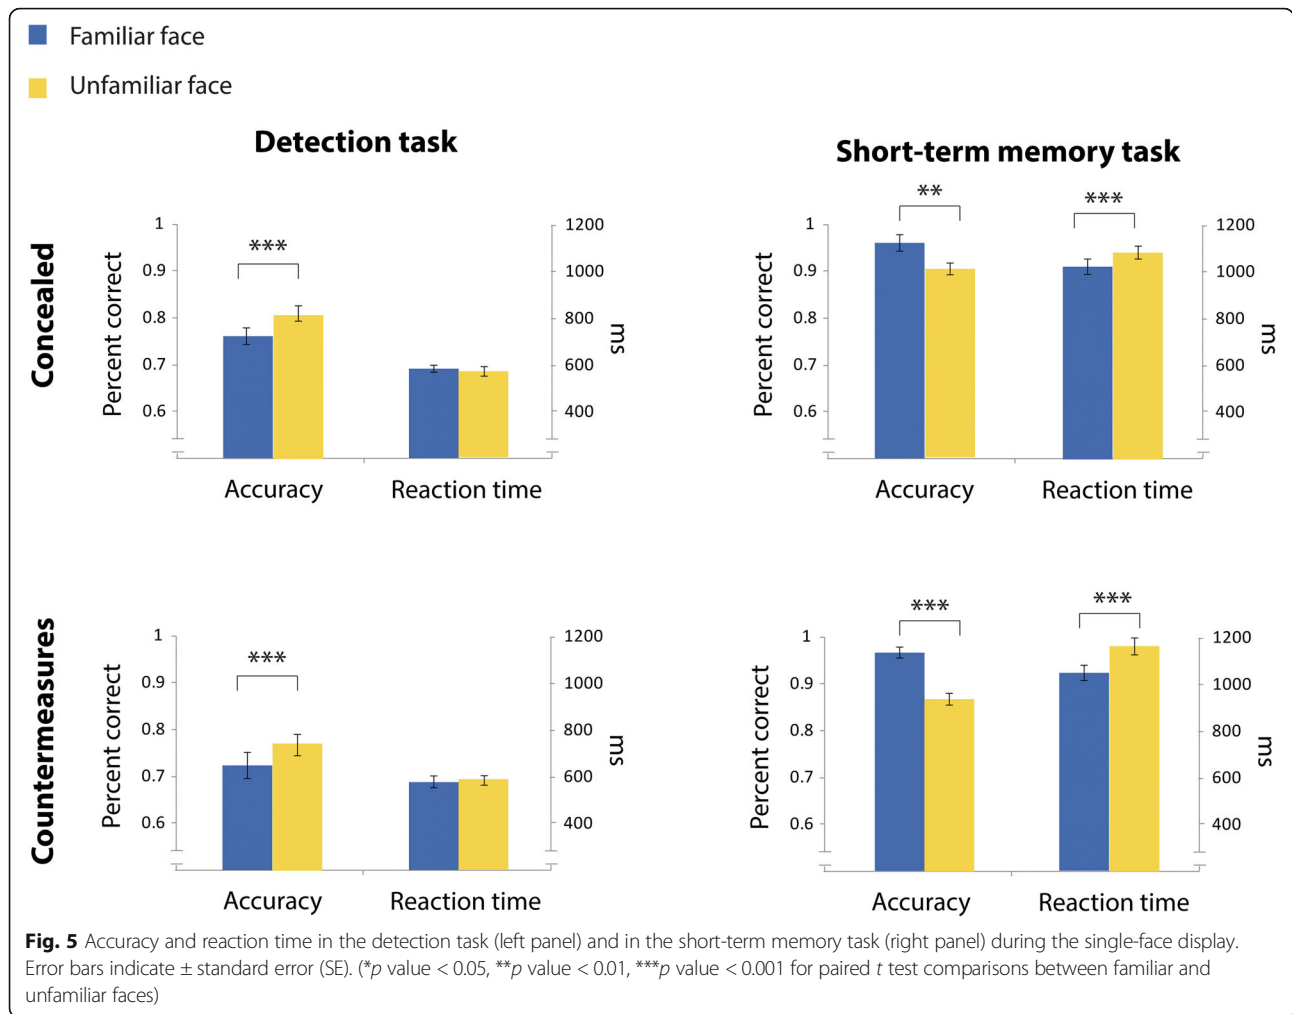 Familiar face
Unfamiliar face
Detection task
Short-term memory task
Concealed
Percent correct
1
0.9
0.8
0.7
0.6
***
1200
1000
800
600
400
ms
Accuracy
Reaction time
Percent correct
1
0.9
0.8
0.7
0.6
**
***
1200
1000
800
600
400
ms
Accuracy
Reaction time
Countermeasures
Percent correct
1
0.9
0.8
0.7
0.6
***
1200
1000
800
600
400
ms
Accuracy
Reaction time
Percent correct
1
0.9
0.8
0.7
0.6
***
***
1200
1000
800
600
400
ms
Accuracy
Reaction time
Fig. 5 Accuracy and reaction time in the detection task (left panel) and in the short-term memory task (right panel) during the single-face display.
Error bars indicate ± standard error (SE). (*p value < 0.05, **p value < 0.01, ***p value < 0.001 for paired t test comparisons between familiar and
unfamiliar faces)